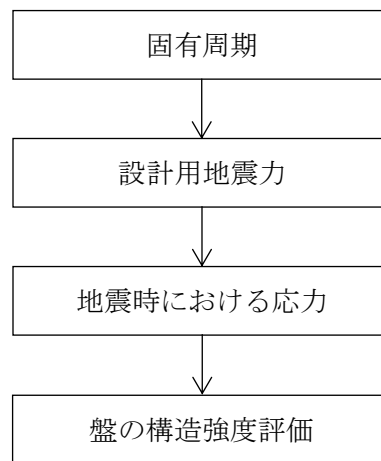 固有周期
設計用地震力
地震時における応力
盤の構造強度評価